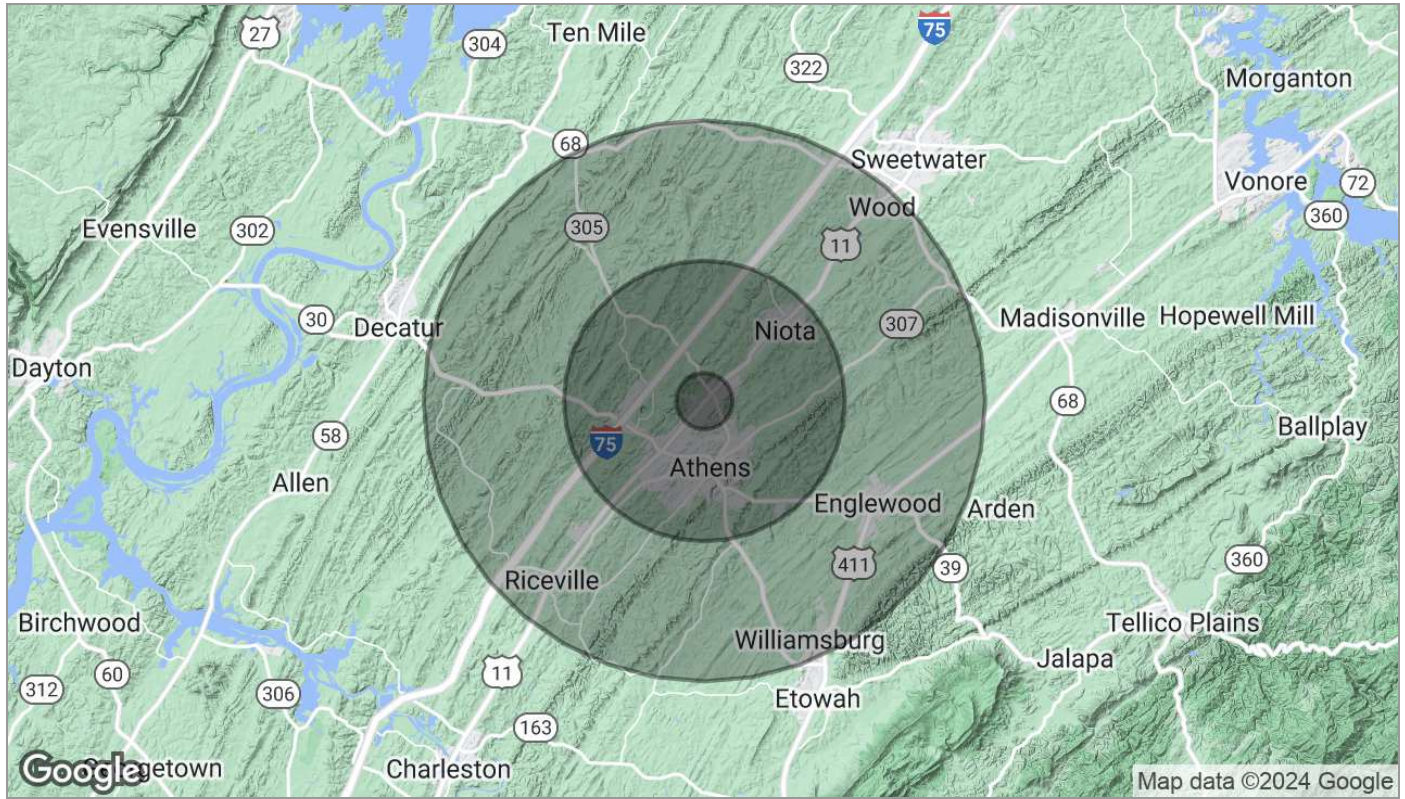 27
304
Ten Mile
75
322
Morganton
68
Sweetwater
Vonore
72
Wood
360
Evensville
302
305
11
30
Decatur
Niota
307
Madisonville
Hopewell Mill
Dayton
68
58
75
Ballplay
Athens
Allen
Englewood
Arden
411
39
360
Riceville
Birchwood
Tellico Plains
Williamsburg
Jalapa
60
11
312
306
Etowah
163
Google
Charleston
Map data ©2024 Google